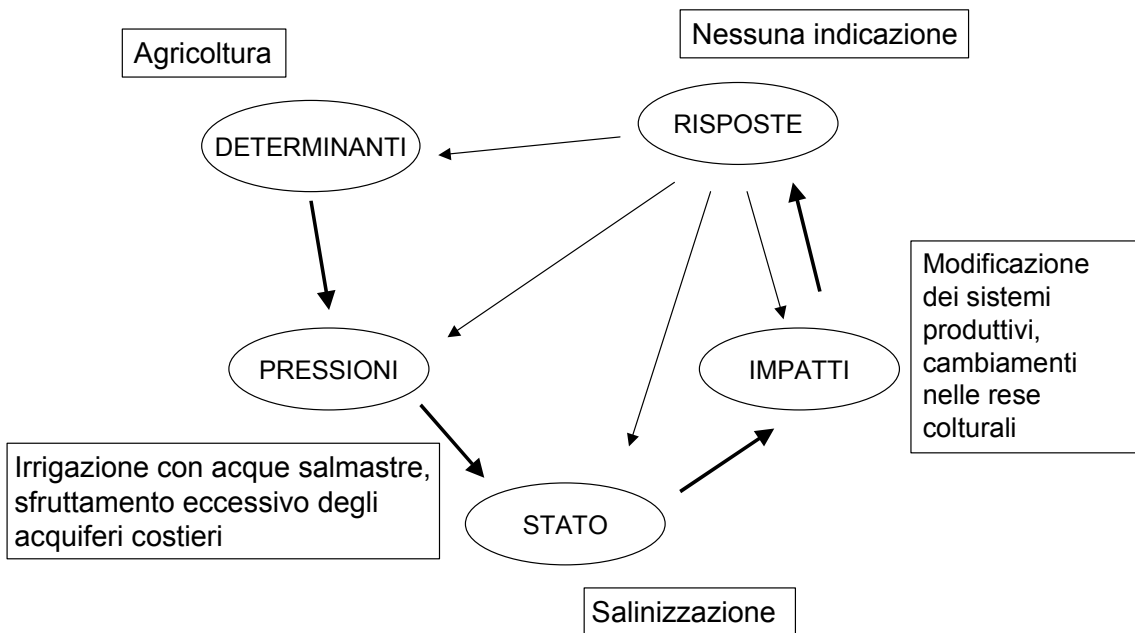 Agricoltura
Nessuna indicazione
DETERMINANTI
RISPOSTE
Modificazione
dei sistemi
produttivi,
cambiamenti
nelle rese
colturali
PRESSIONI
IMPATTI
Irrigazione con acque salmastre,
sfruttamento eccessivo degli
acquiferi costieri
STATO
Salinizzazione